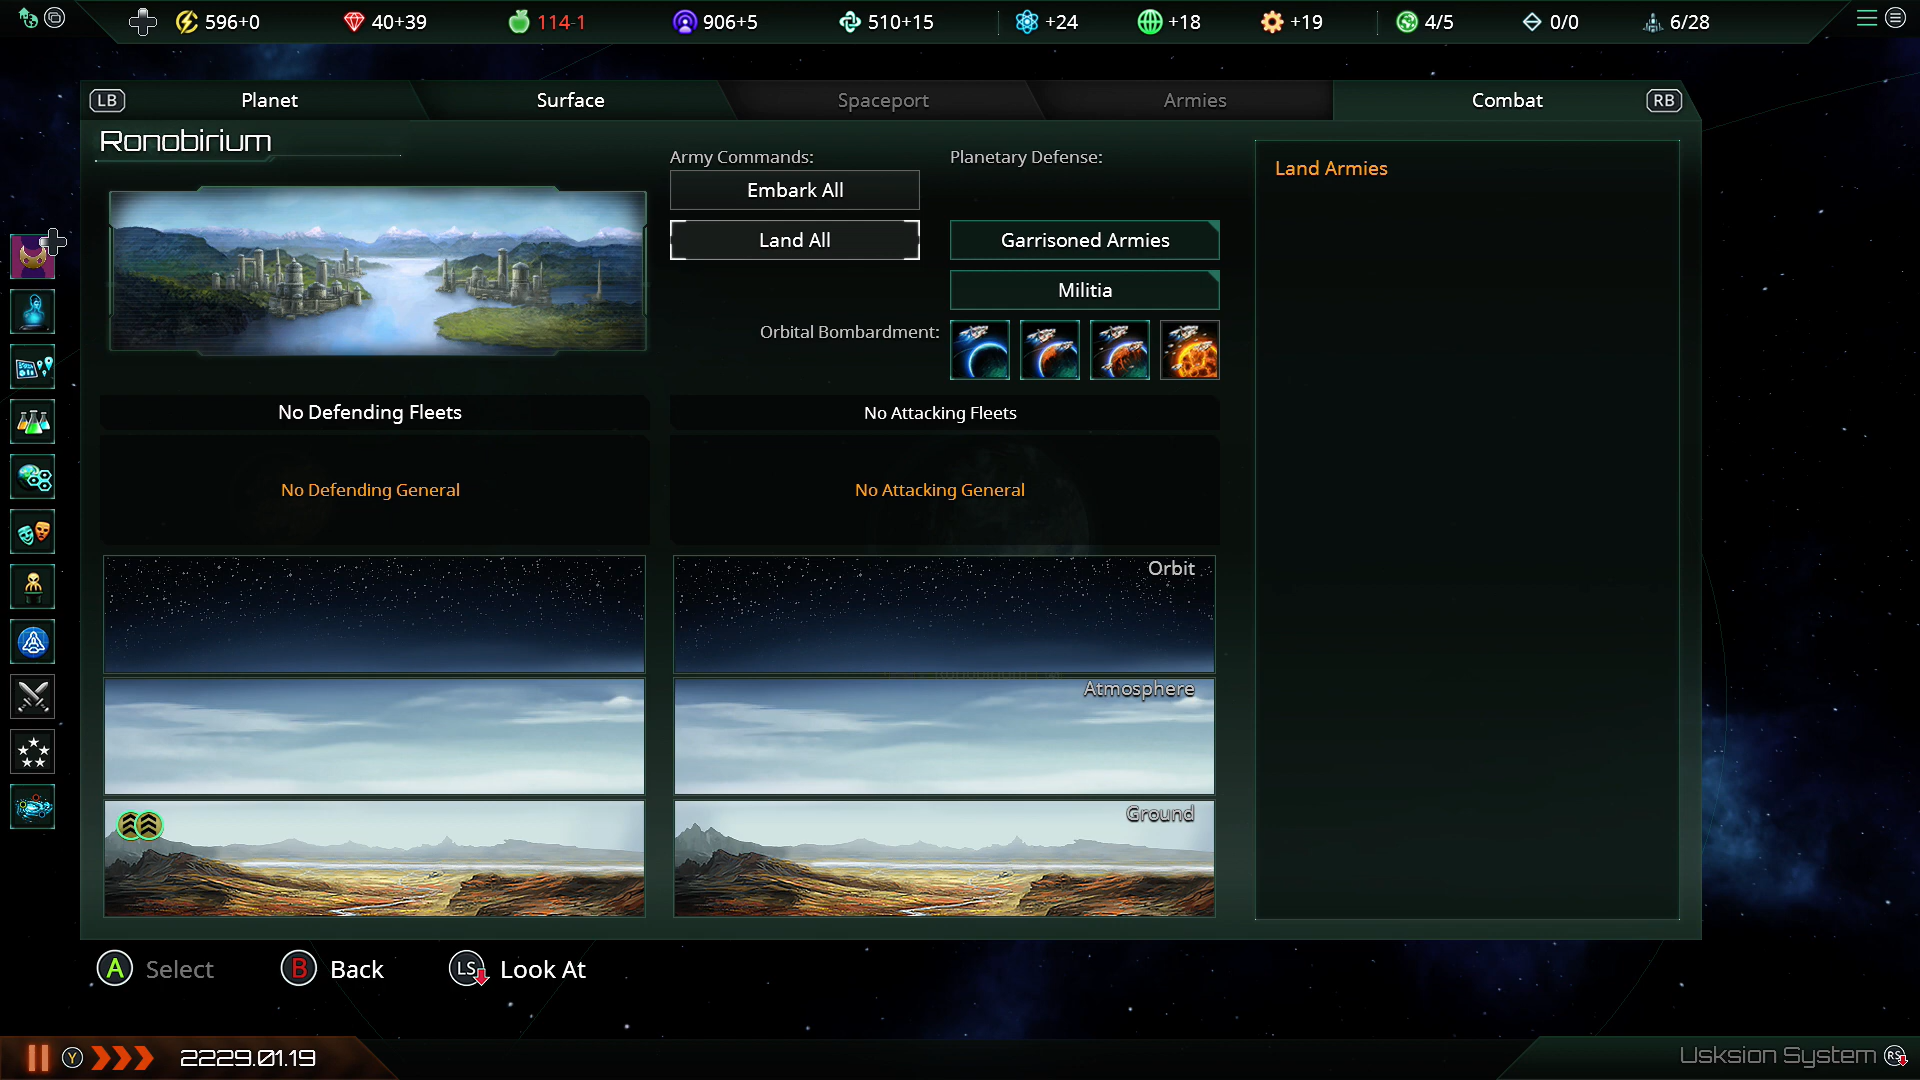 596+0 40+39 114-1 906+5 510+15 +24 +18 +19 4/5 0/0 6/28
LB Planet Surface Spaceport Armies Combat RB
Ronobirium
Army Commands: Planetary Defense:
Land Armies
Embark All
Land All Garrisoned Armies
Militia
Orbital Bombardment:
No Defending Fleets No Attacking Fleets
No Defending General No Attacking General
Orbit
Atmosphere
Ground
A Select B Back LS Look At
Y 2229.01.19 Usksion System RS